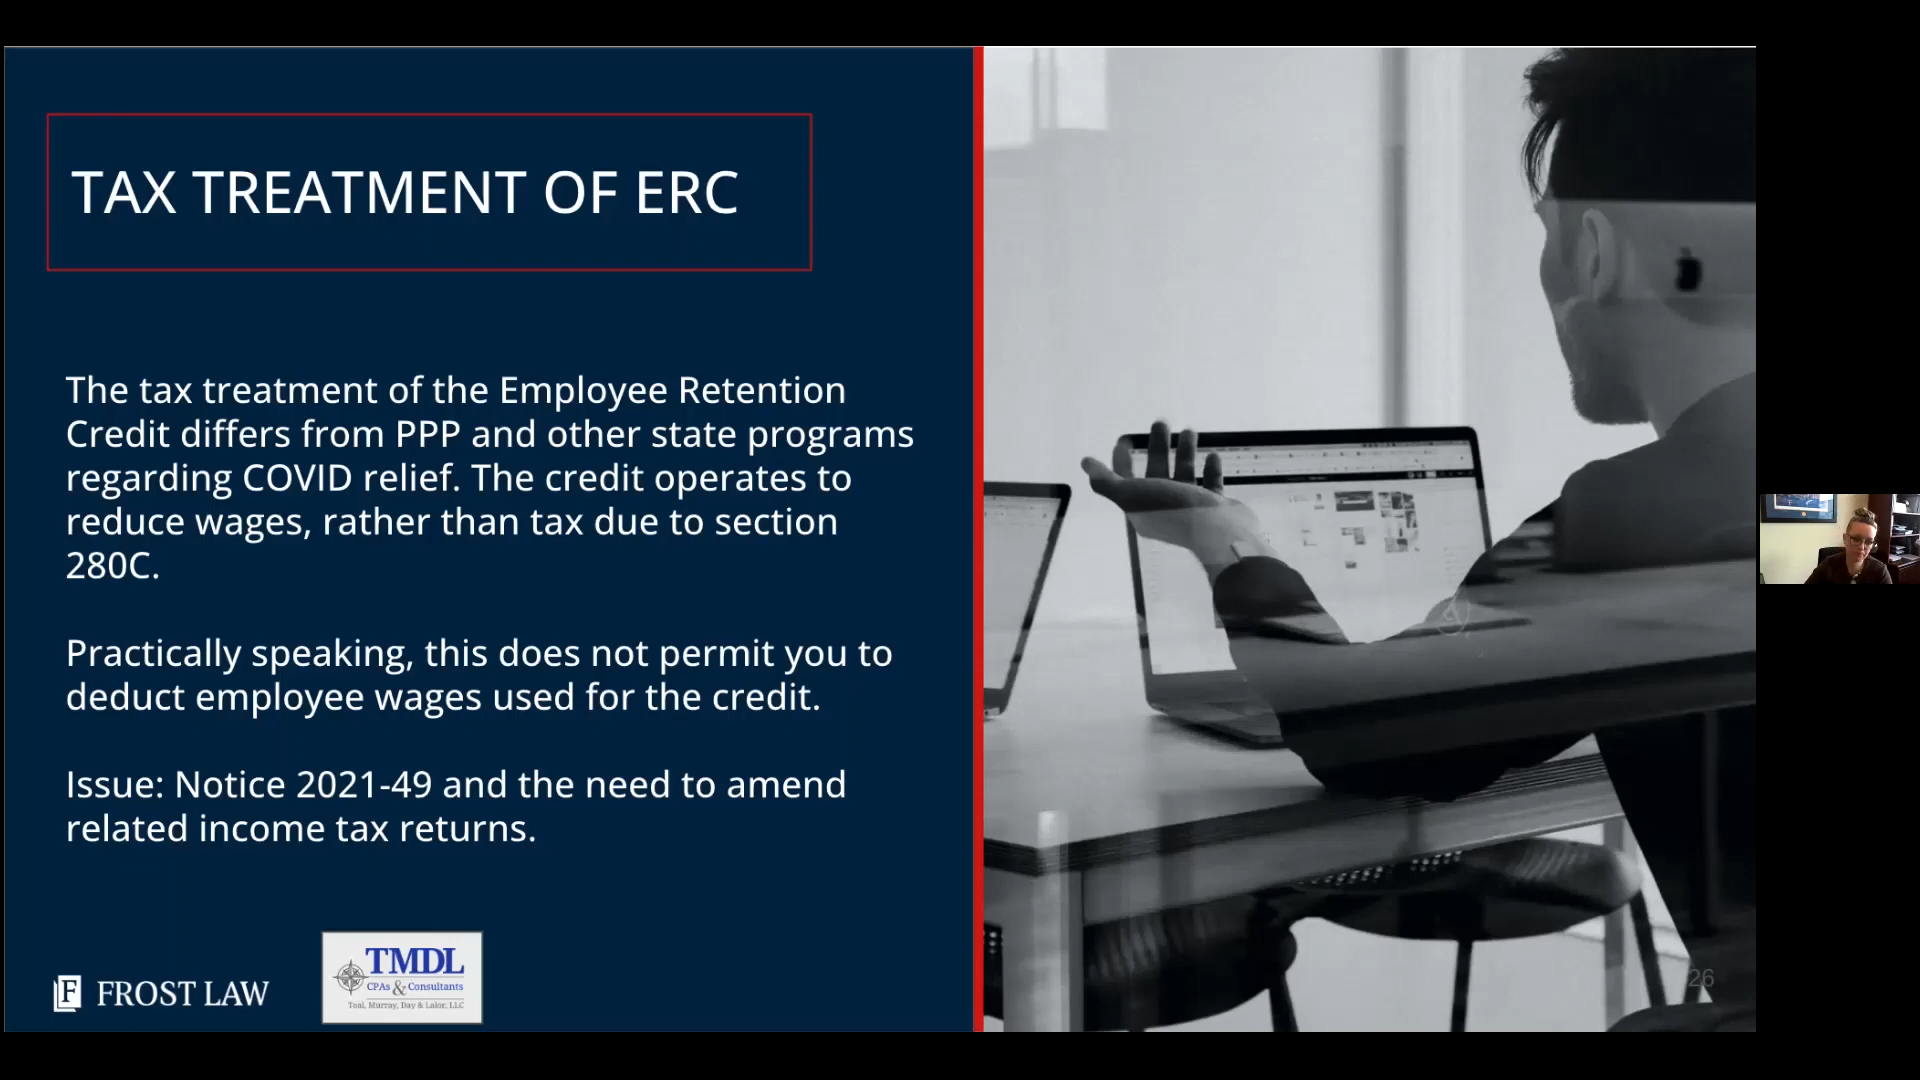 TAX TREATMENT OF ERC
The tax treatment of the Employee Retention
Credit differs from PPP and other state programs
regarding COVID relief. The credit operates to
reduce wages, rather than tax due to section
280C.
Practically speaking, this does not permit you to
deduct employee wages used for the credit.
Issue: Notice 2021-49 and the need to amend
related income tax returns.
F FROST LAW
TMDL
CPAs & Consultants
Toal, Murray, Day & Lalor, LLC
26